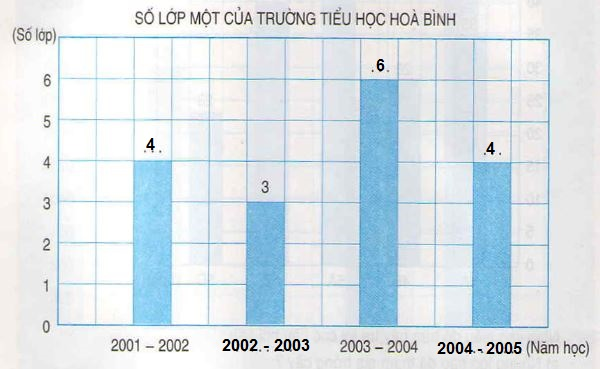 SỐ LỚP MỘT CỦA TRƯỜNG TIỂU HỌC HOÀ BÌNH
(Số lớp)
6
5
4
3
2
1
0
.4.
3
.6.
.4.
2001 – 2002
2002.-.2003
2003 – 2004
2004.-.2005
(Năm học)